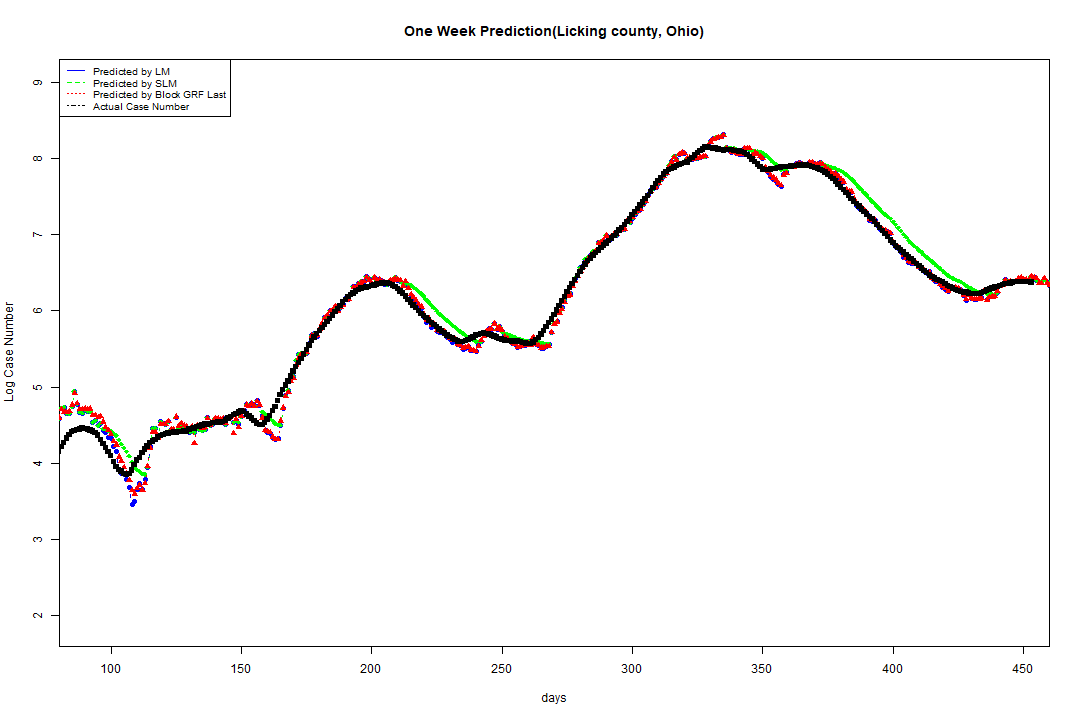 One Week Prediction(Licking county, Ohio)
Predicted by LM
Predicted by SLM
Predicted by Block GRF Last
Actual Case Number
9
8
7
6
5
4
3
2
Log Case Number
100 150 200 250 300 350 400 450
days